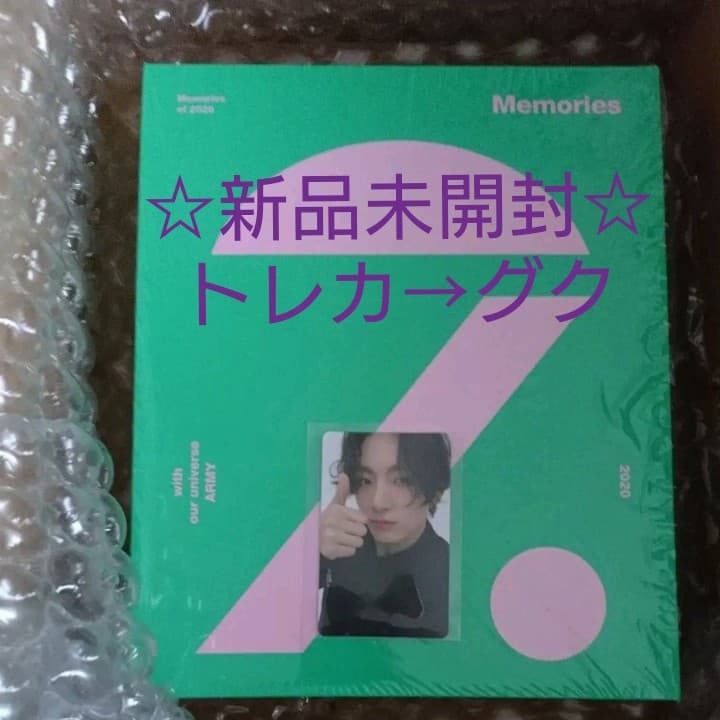 Memories
of 2020
Memories
☆新品未開封☆
トレカ→グク
with
our universe
ARMY
2020